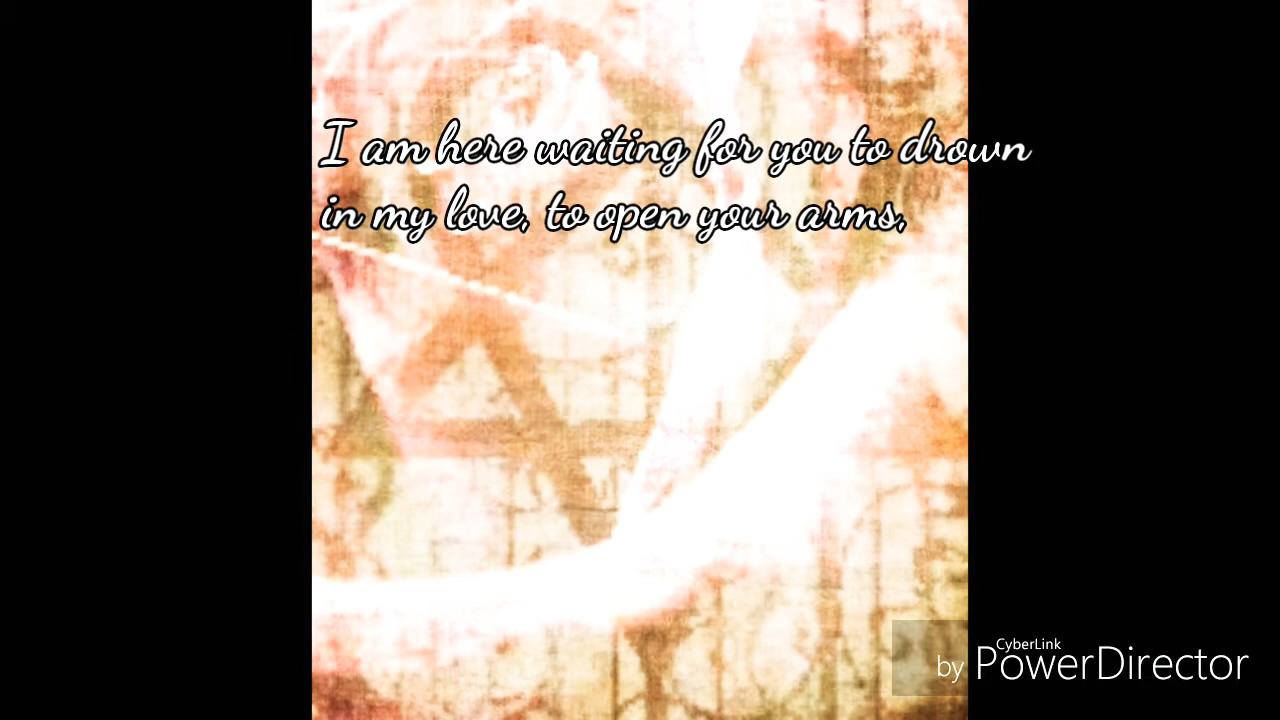 I am here waiting for you to drown
in my love, to open your arms,
CyberLink
by PowerDirector